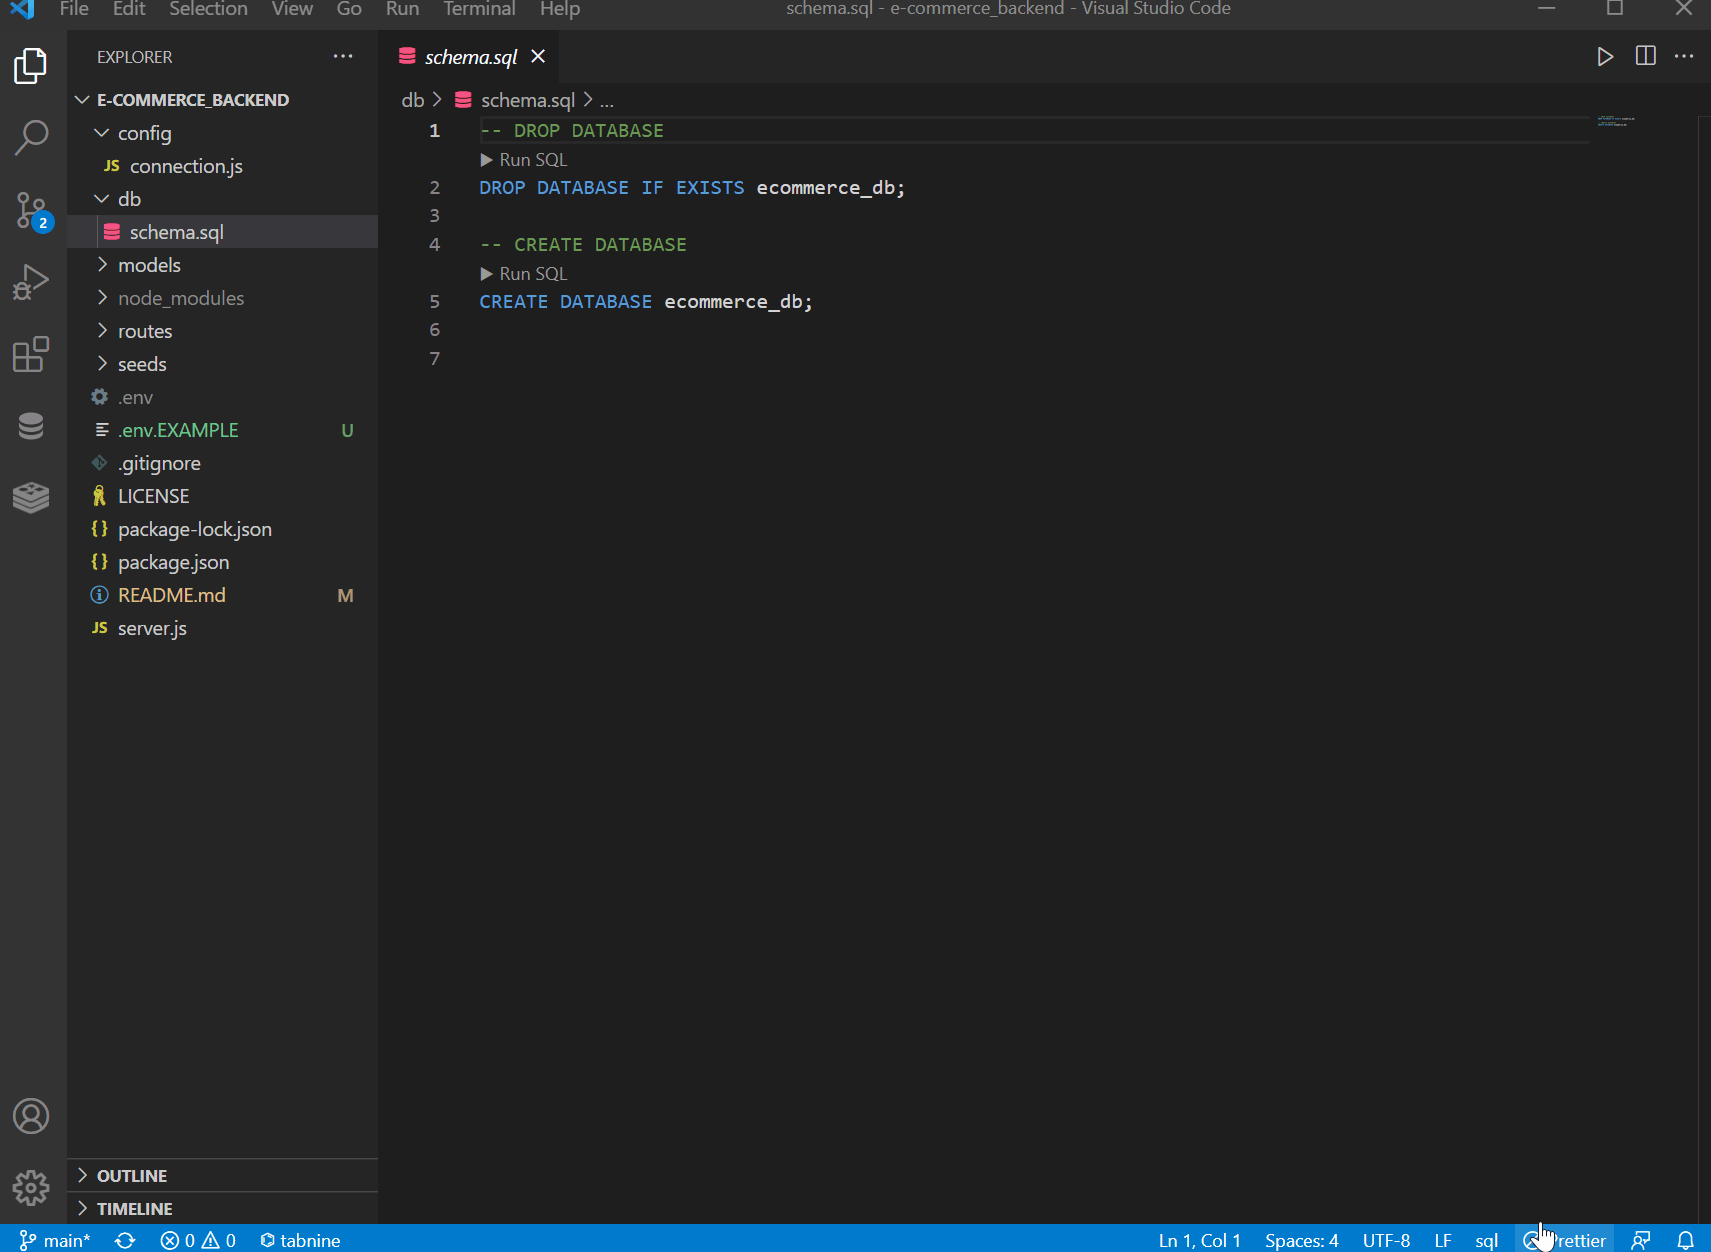 File Edit Selection View Go Run Terminal Help schema.sql - e-commerce_backend - Visual Studio Code
EXPLORER
E-COMMERCE_BACKEND
config
JS connection.js
db
schema.sql
models
node_modules
routes
seeds
.env
.env.EXAMPLE U
.gitignore
LICENSE
{} package-lock.json
{} package.json
README.md M
JS server.js
OUTLINE
TIMELINE
2
schema.sql
db > schema.sql > ...
1 -- DROP DATABASE
Run SQL
2 DROP DATABASE IF EXISTS ecommerce_db;
3
4 -- CREATE DATABASE
Run SQL
5 CREATE DATABASE ecommerce_db;
6
7
main* 0 0 tabnine Ln 1, Col 1 Spaces: 4 UTF-8 LF sql